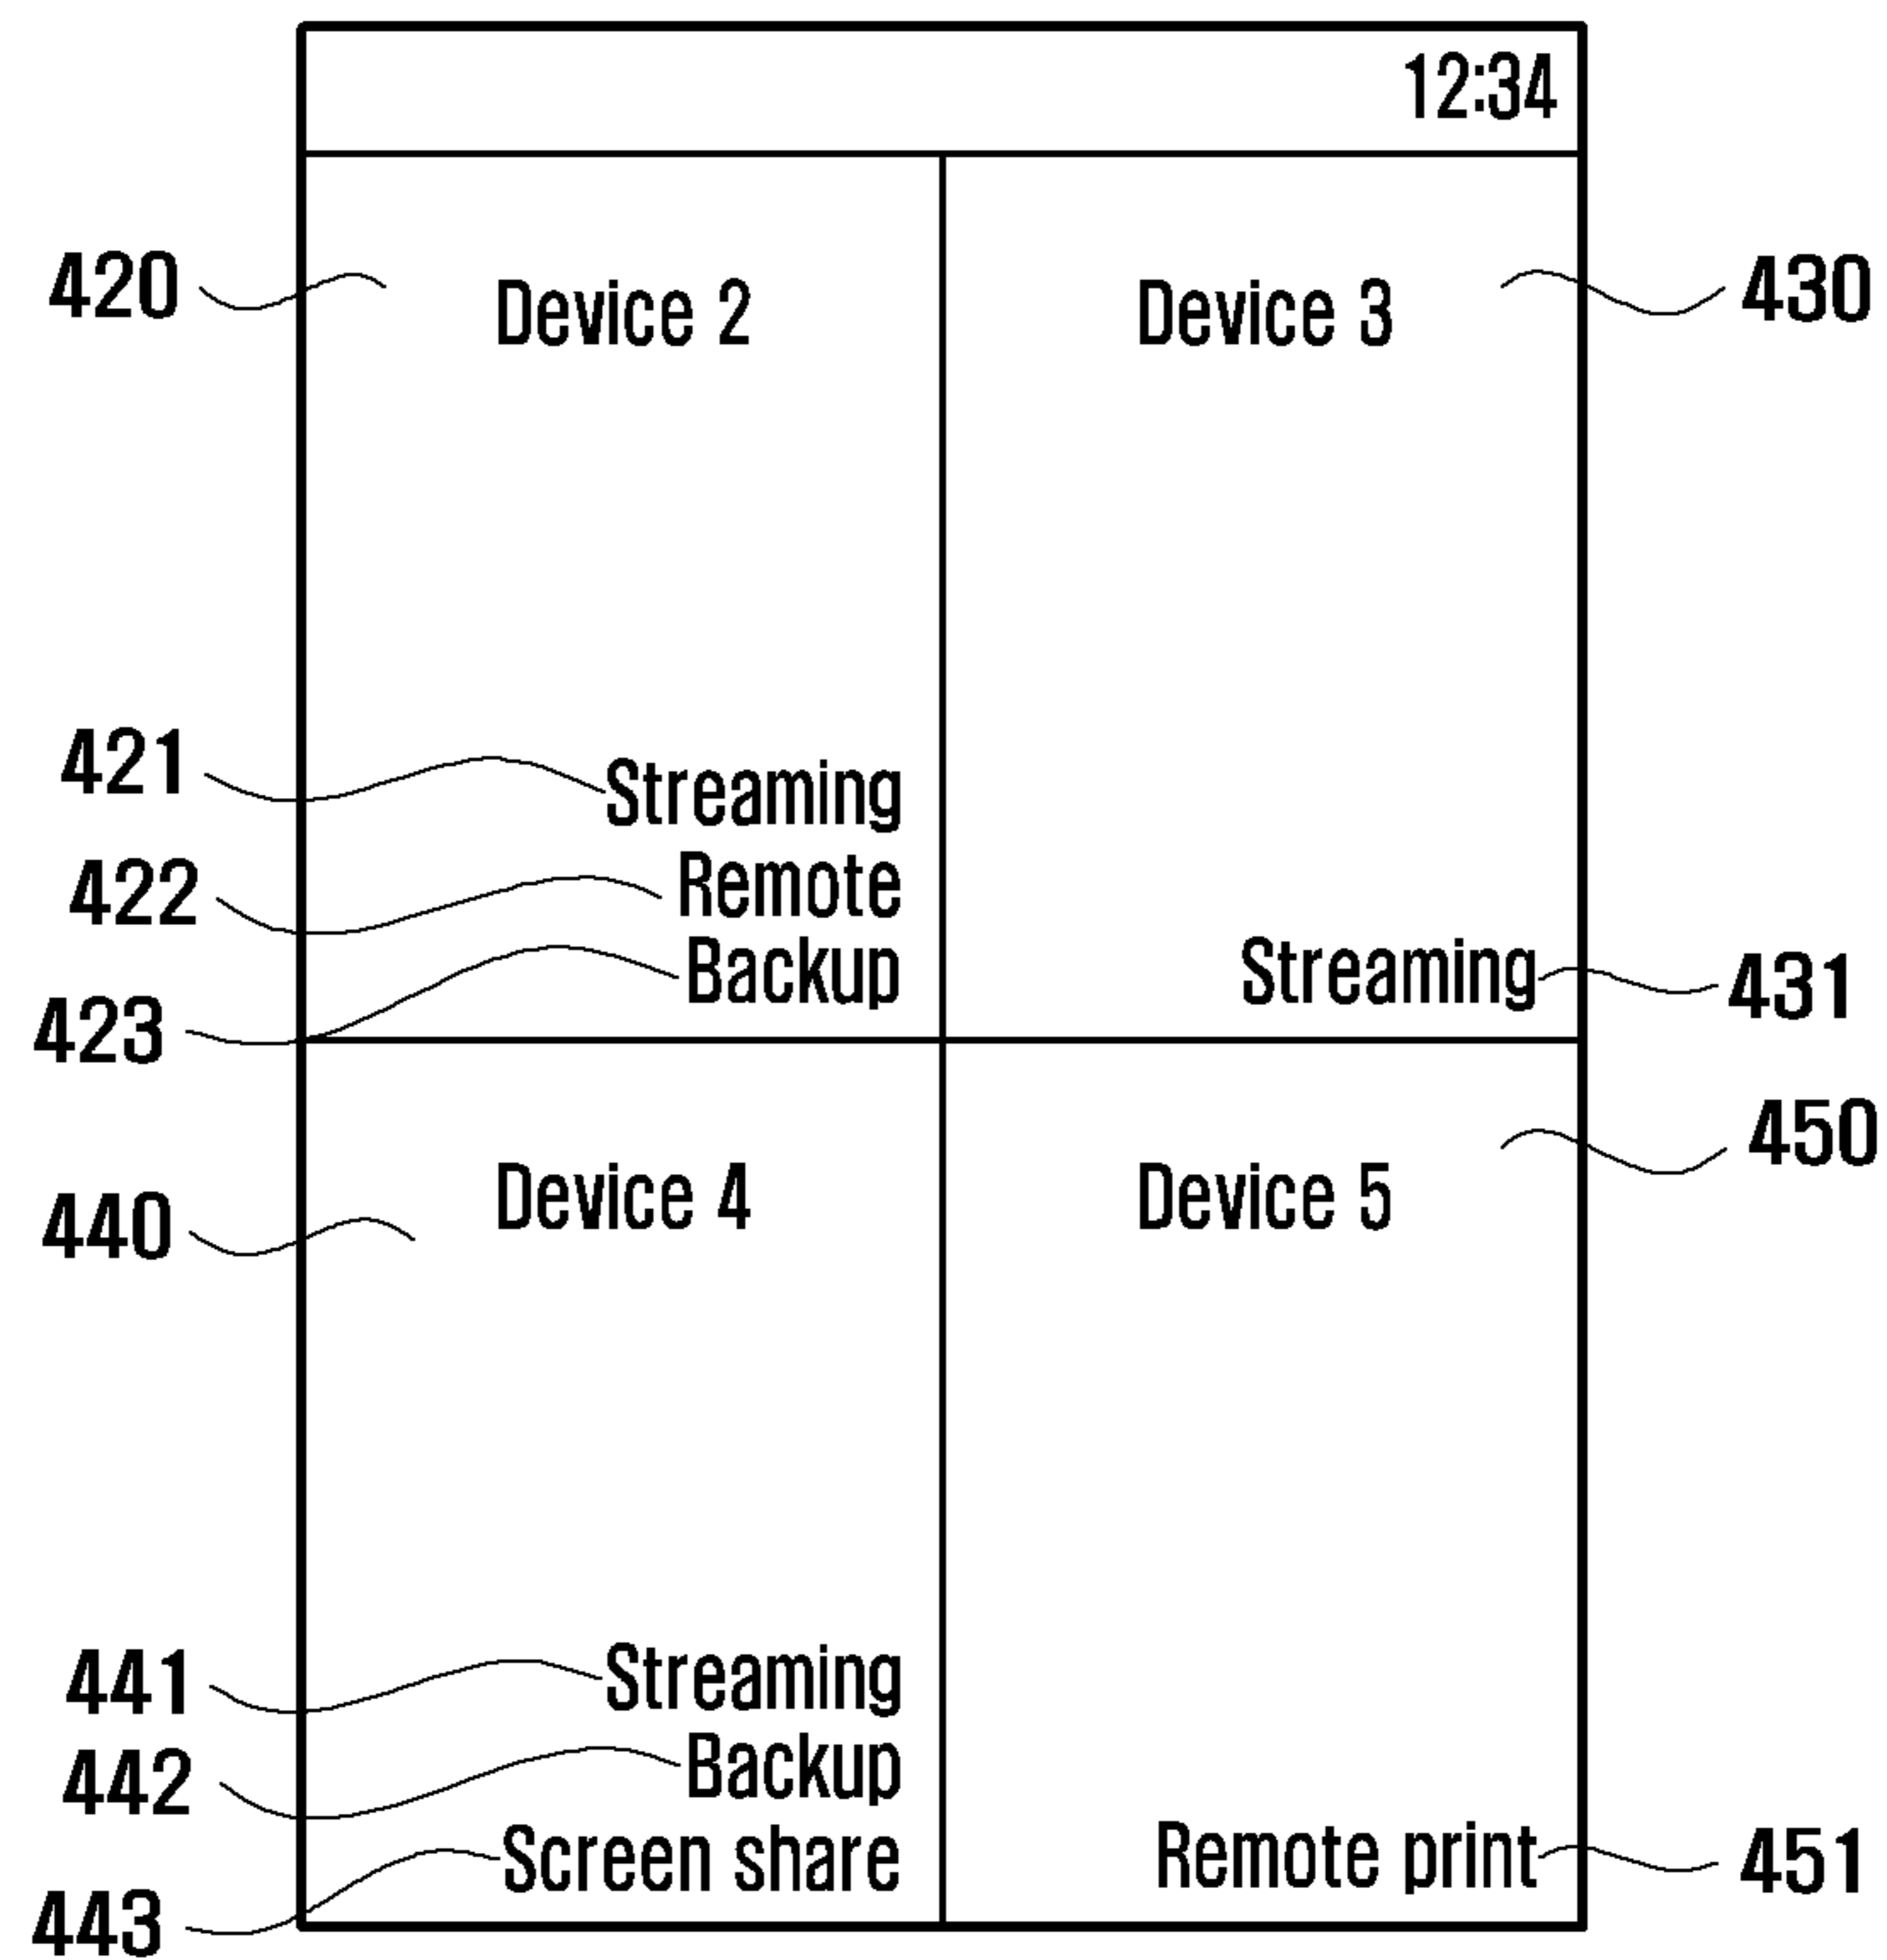 12:34
420 Device 2 Device 3 430
421 Streaming
422 Remote
423 Backup Streaming 431
440 Device 4 Device 5 450
441 Streaming
442 Backup
443 Screen share Remote print 451